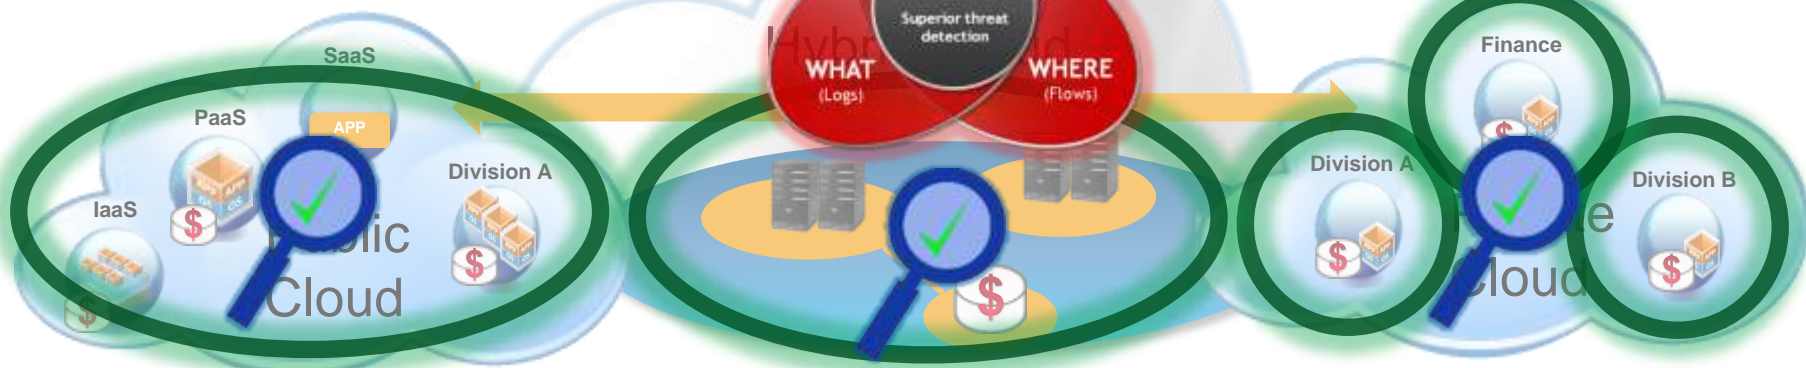 Superior threat
detection
WHAT
(Logs)
WHERE
(Flows)
SaaS
APP
PaaS
Division A
IaaS
$
$
$
Cloud
$
Finance
$
Division A
$
Division B
$
Cloud